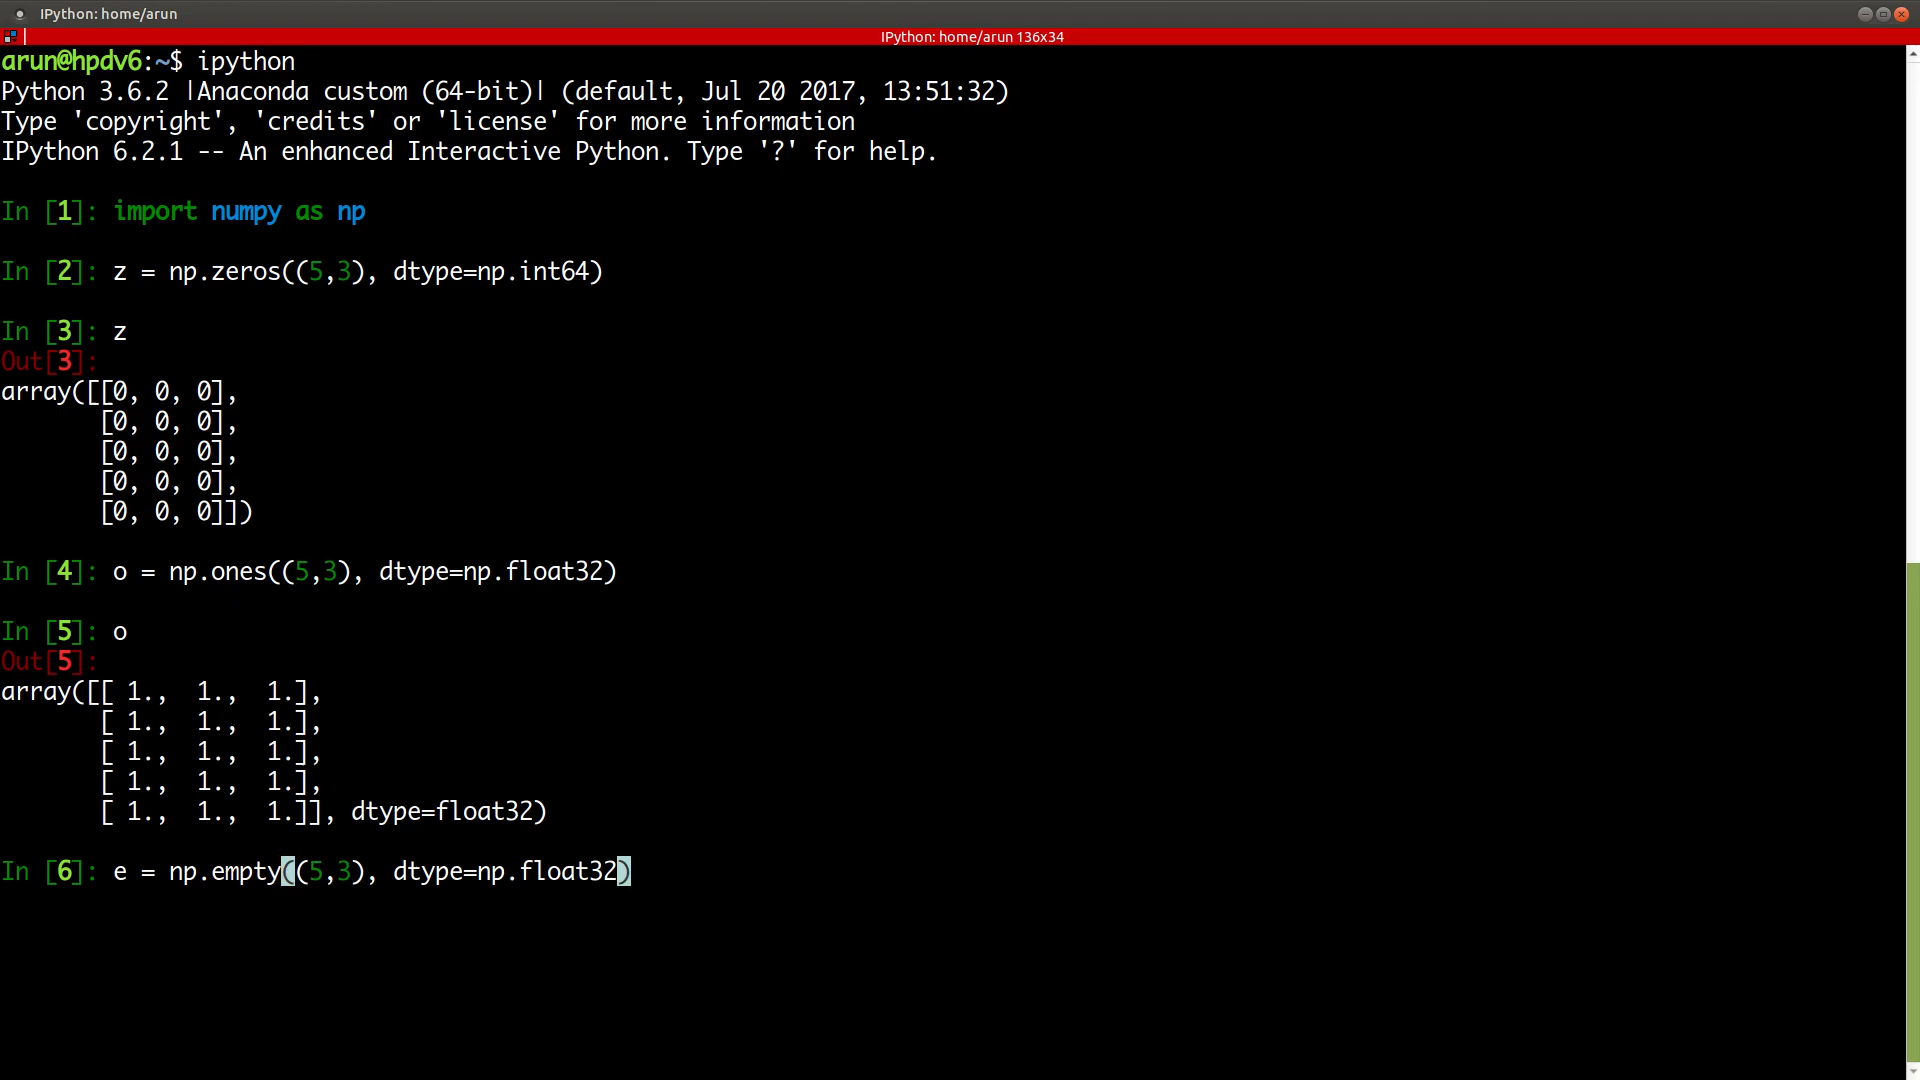 IPython: home/arun
IPython: home/arun 136x34
arun@hpdv6:~$ ipython
Python 3.6.2 |Anaconda custom (64-bit)| (default, Jul 20 2017, 13:51:32)
Type 'copyright', 'credits' or 'license' for more information
IPython 6.2.1 -- An enhanced Interactive Python. Type '?' for help.
In [1]: import numpy as np
In [2]: z = np.zeros((5,3), dtype=np.int64)
In [3]: z
Out[3]:
array([[0, 0, 0],
       [0, 0, 0],
       [0, 0, 0],
       [0, 0, 0],
       [0, 0, 0]])
In [4]: o = np.ones((5,3), dtype=np.float32)
In [5]: o
Out[5]:
array([[ 1.,  1.,  1.],
       [ 1.,  1.,  1.],
       [ 1.,  1.,  1.],
       [ 1.,  1.,  1.],
       [ 1.,  1.,  1.]], dtype=float32)
In [6]: e = np.empty((5,3), dtype=np.float32)